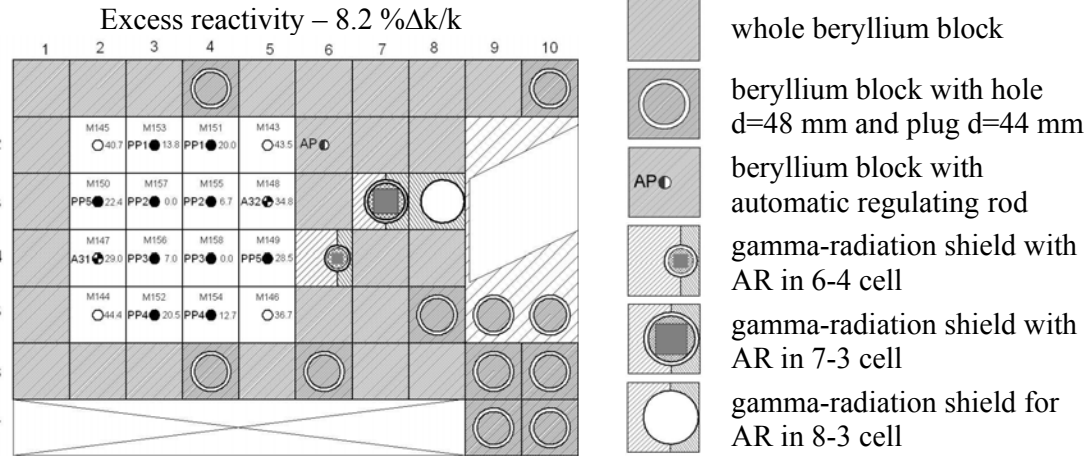 Excess reactivity – 8.2 %Δk/k
1 2 3 4 5 6 7 8 9 10
M145 M153 M151 M143
40.7 PP1 13.8 PP1 20.0 43.5 AP
M150 M157 M155 M148
PP5 22.4 PP2 0.0 PP2 6.7 A32 34.8
M147 M156 M158 M149
A31 29.0 PP3 7.0 PP3 0.0 PP5 28.5
M144 M152 M154 M146
44.4 PP4 20.5 PP4 12.7 36.7
whole beryllium block
beryllium block with hole
d=48 mm and plug d=44 mm
AP
beryllium block with
automatic regulating rod
gamma-radiation shield with
AR in 6-4 cell
gamma-radiation shield with
AR in 7-3 cell
gamma-radiation shield for
AR in 8-3 cell